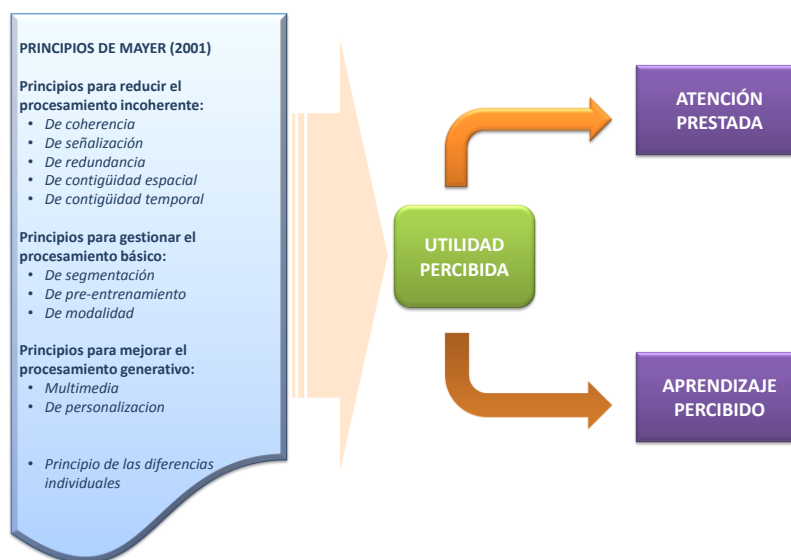 PRINCIPIOS DE MAYER (2001)
Principios para reducir el
procesamiento incoherente:
• De coherencia
• De señalización
• De redundancia
• De contigüidad espacial
• De contigüidad temporal
Principios para gestionar el
procesamiento básico:
• De segmentación
• De pre-entrenamiento
• De modalidad
Principios para mejorar el
procesamiento generativo:
• Multimedia
• De personalizacion
• Principio de las diferencias
individuales
UTILIDAD
PERCIBIDA
ATENCIÓN
PRESTADA
APRENDIZAJE
PERCIBIDO